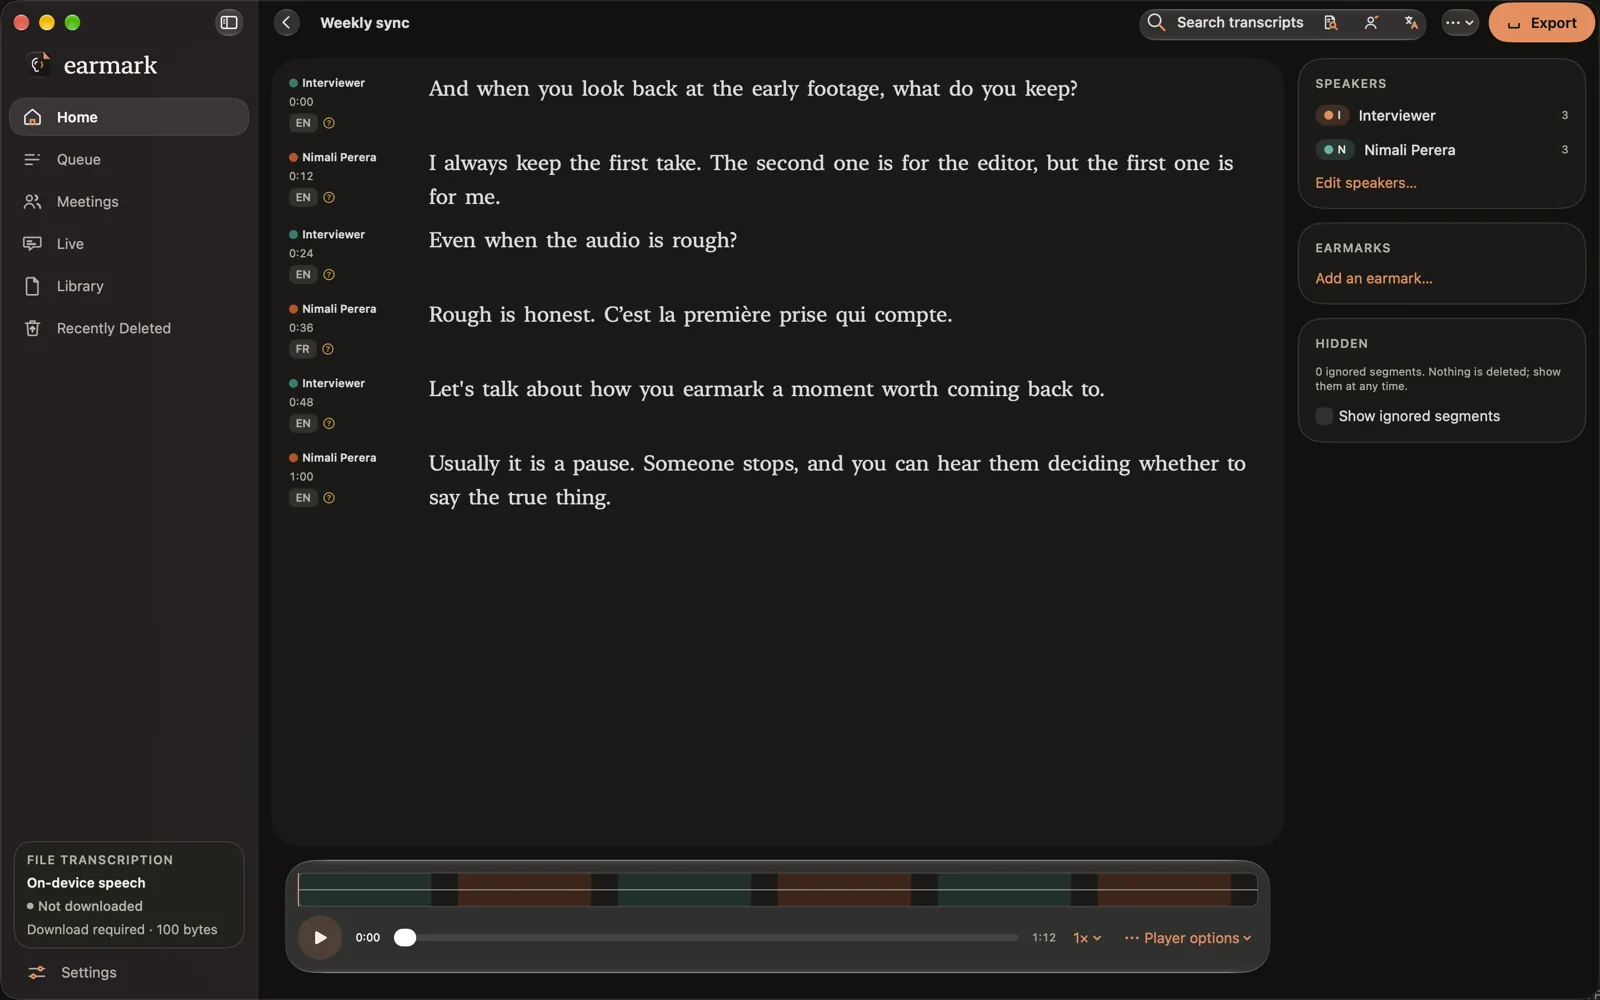 earmark
Home
Queue
Meetings
Live
Library
Recently Deleted
FILE TRANSCRIPTION
On-device speech
Not downloaded
Download required · 100 bytes
Settings
Weekly sync
Search transcripts
Export
Interviewer
0:00
EN
And when you look back at the early footage, what do you keep?
Nimali Perera
0:12
EN
I always keep the first take. The second one is for the editor, but the first one is
for me.
Interviewer
0:24
EN
Even when the audio is rough?
Nimali Perera
0:36
FR
Rough is honest. C’est la première prise qui compte.
Interviewer
0:48
EN
Let's talk about how you earmark a moment worth coming back to.
Nimali Perera
1:00
EN
Usually it is a pause. Someone stops, and you can hear them deciding whether to
say the true thing.
0:00
1:12
1x
Player options
SPEAKERS
I Interviewer 3
N Nimali Perera 3
Edit speakers...
EARMARKS
Add an earmark...
HIDDEN
0 ignored segments. Nothing is deleted; show
them at any time.
Show ignored segments